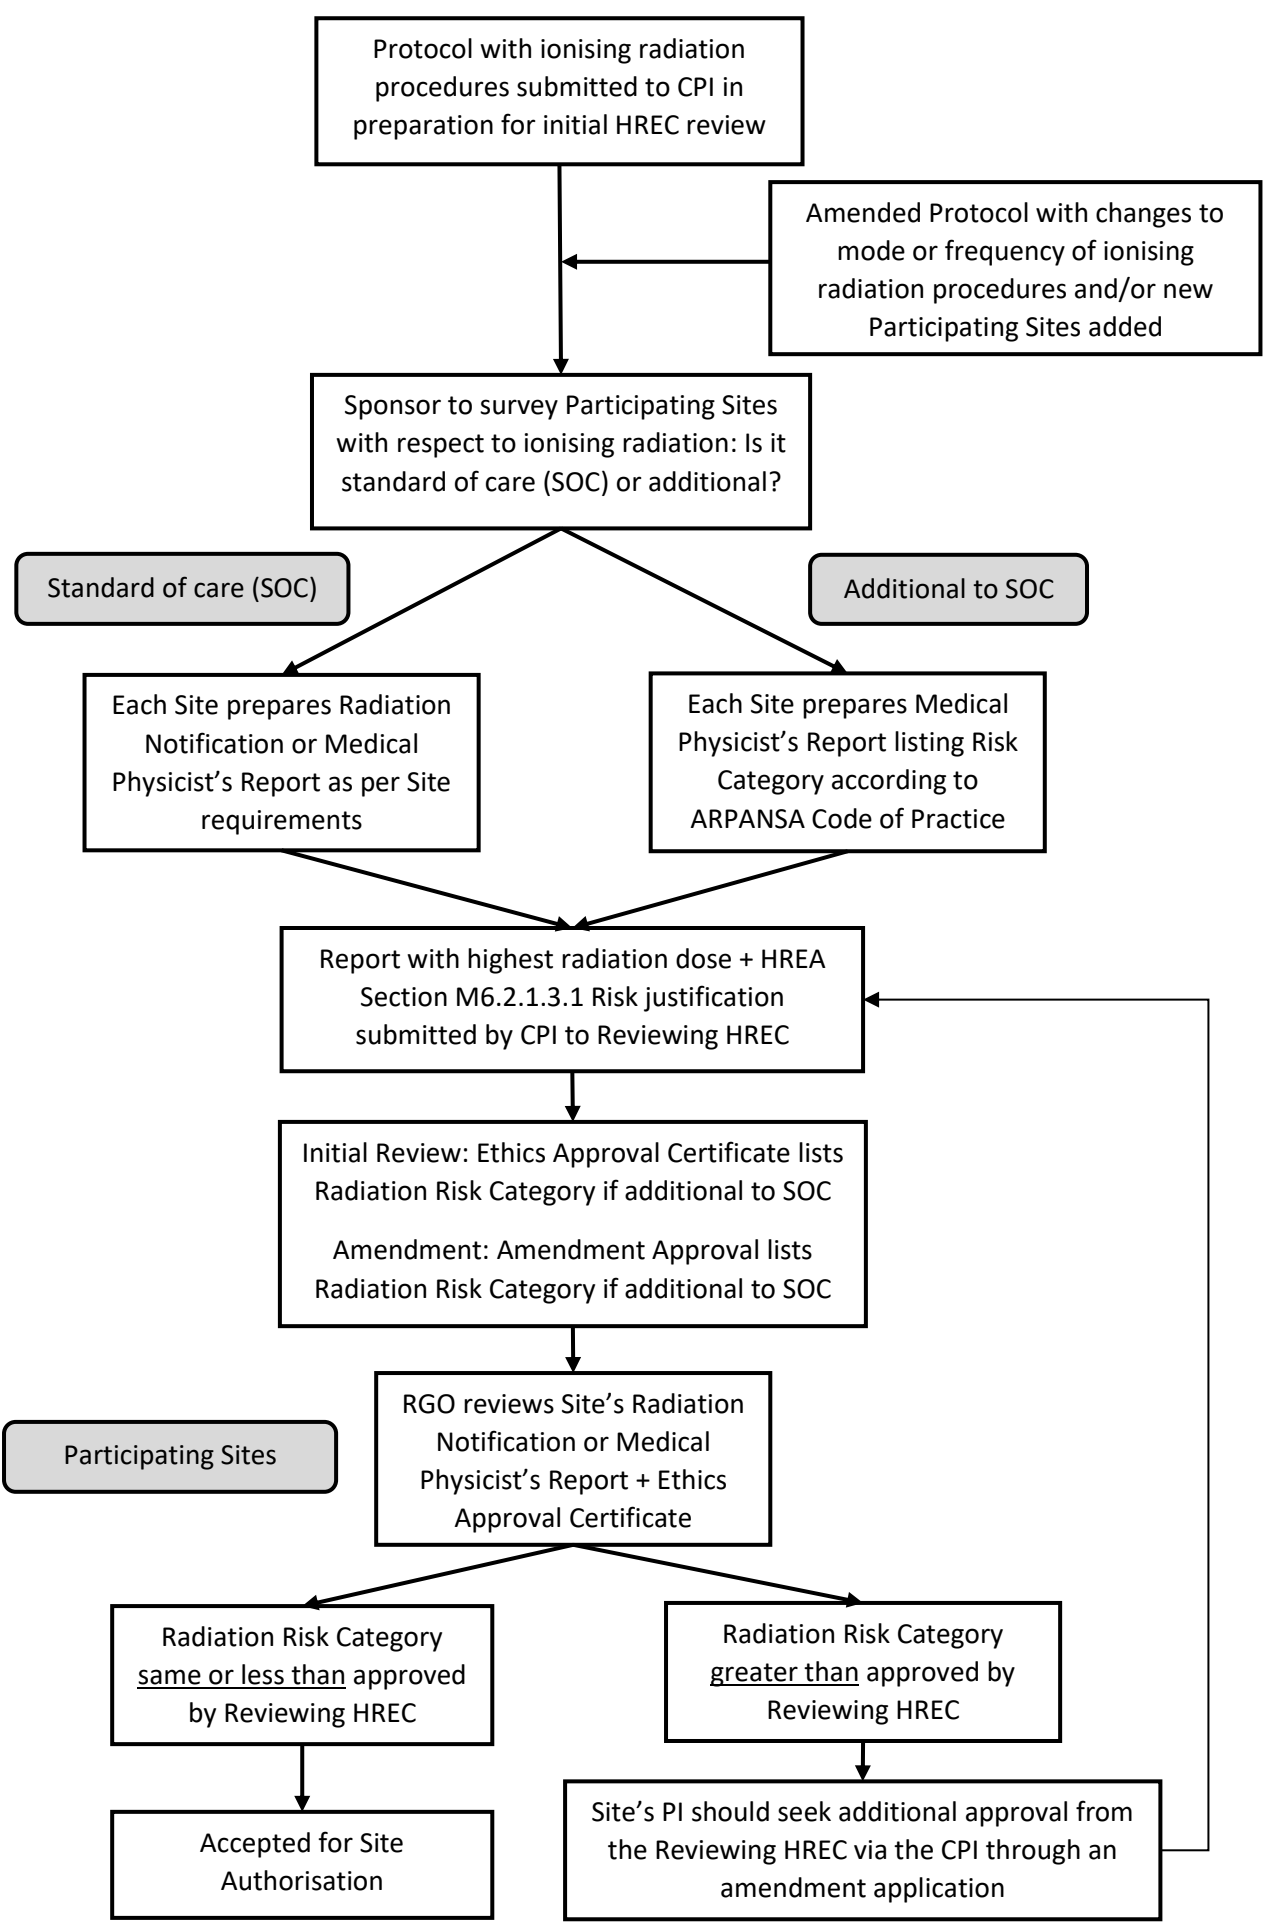 Protocol with ionising radiation
procedures submitted to CPI in
preparation for initial HREC review
Amended Protocol with changes to
mode or frequency of ionising
radiation procedures and/or new
Participating Sites added
Sponsor to survey Participating Sites
with respect to ionising radiation: Is it
standard of care (SOC) or additional?
Standard of care (SOC)
Additional to SOC
Each Site prepares Radiation
Notification or Medical
Physicist’s Report as per Site
requirements
Each Site prepares Medical
Physicist’s Report listing Risk
Category according to
ARPANSA Code of Practice
Report with highest radiation dose + HREA
Section M6.2.1.3.1 Risk justification
submitted by CPI to Reviewing HREC
Initial Review: Ethics Approval Certificate lists
Radiation Risk Category if additional to SOC
Amendment: Amendment Approval lists
Radiation Risk Category if additional to SOC
RGO reviews Site’s Radiation
Notification or Medical
Physicist’s Report + Ethics
Approval Certificate
Participating Sites
Radiation Risk Category
same or less than approved
by Reviewing HREC
Radiation Risk Category
greater than approved by
Reviewing HREC
Accepted for Site
Authorisation
Site’s PI should seek additional approval from
the Reviewing HREC via the CPI through an
amendment application